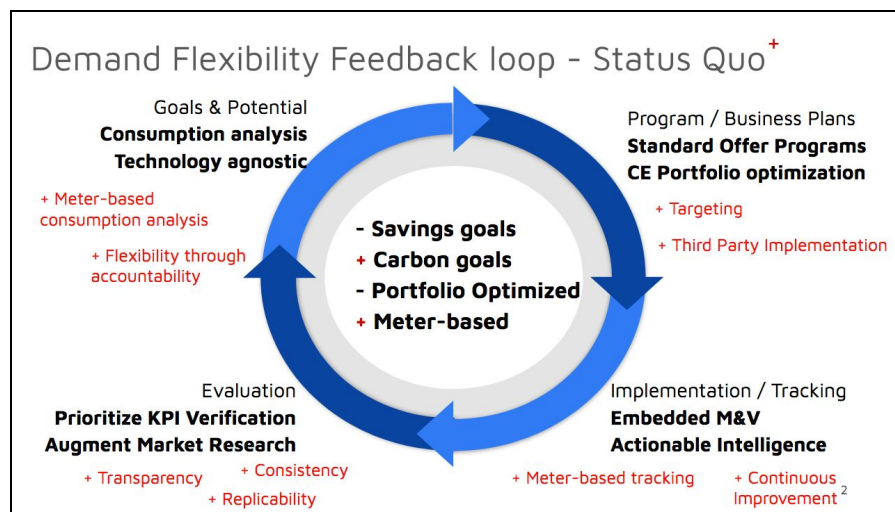 Demand Flexibility Feedback loop - Status Quo+
Goals & Potential
Consumption analysis
Technology agnostic
+ Meter-based
consumption analysis
+ Flexibility through
accountability
Program / Business Plans
Standard Offer Programs
CE Portfolio optimization
+ Targeting
+ Third Party Implementation
- Savings goals
+ Carbon goals
- Portfolio Optimized
+ Meter-based
Evaluation
Prioritize KPI Verification
Augment Market Research
+ Transparency
+ Consistency
+ Replicability
Implementation / Tracking
Embedded M&V
Actionable Intelligence
+ Meter-based tracking
+ Continuous
Improvement
2